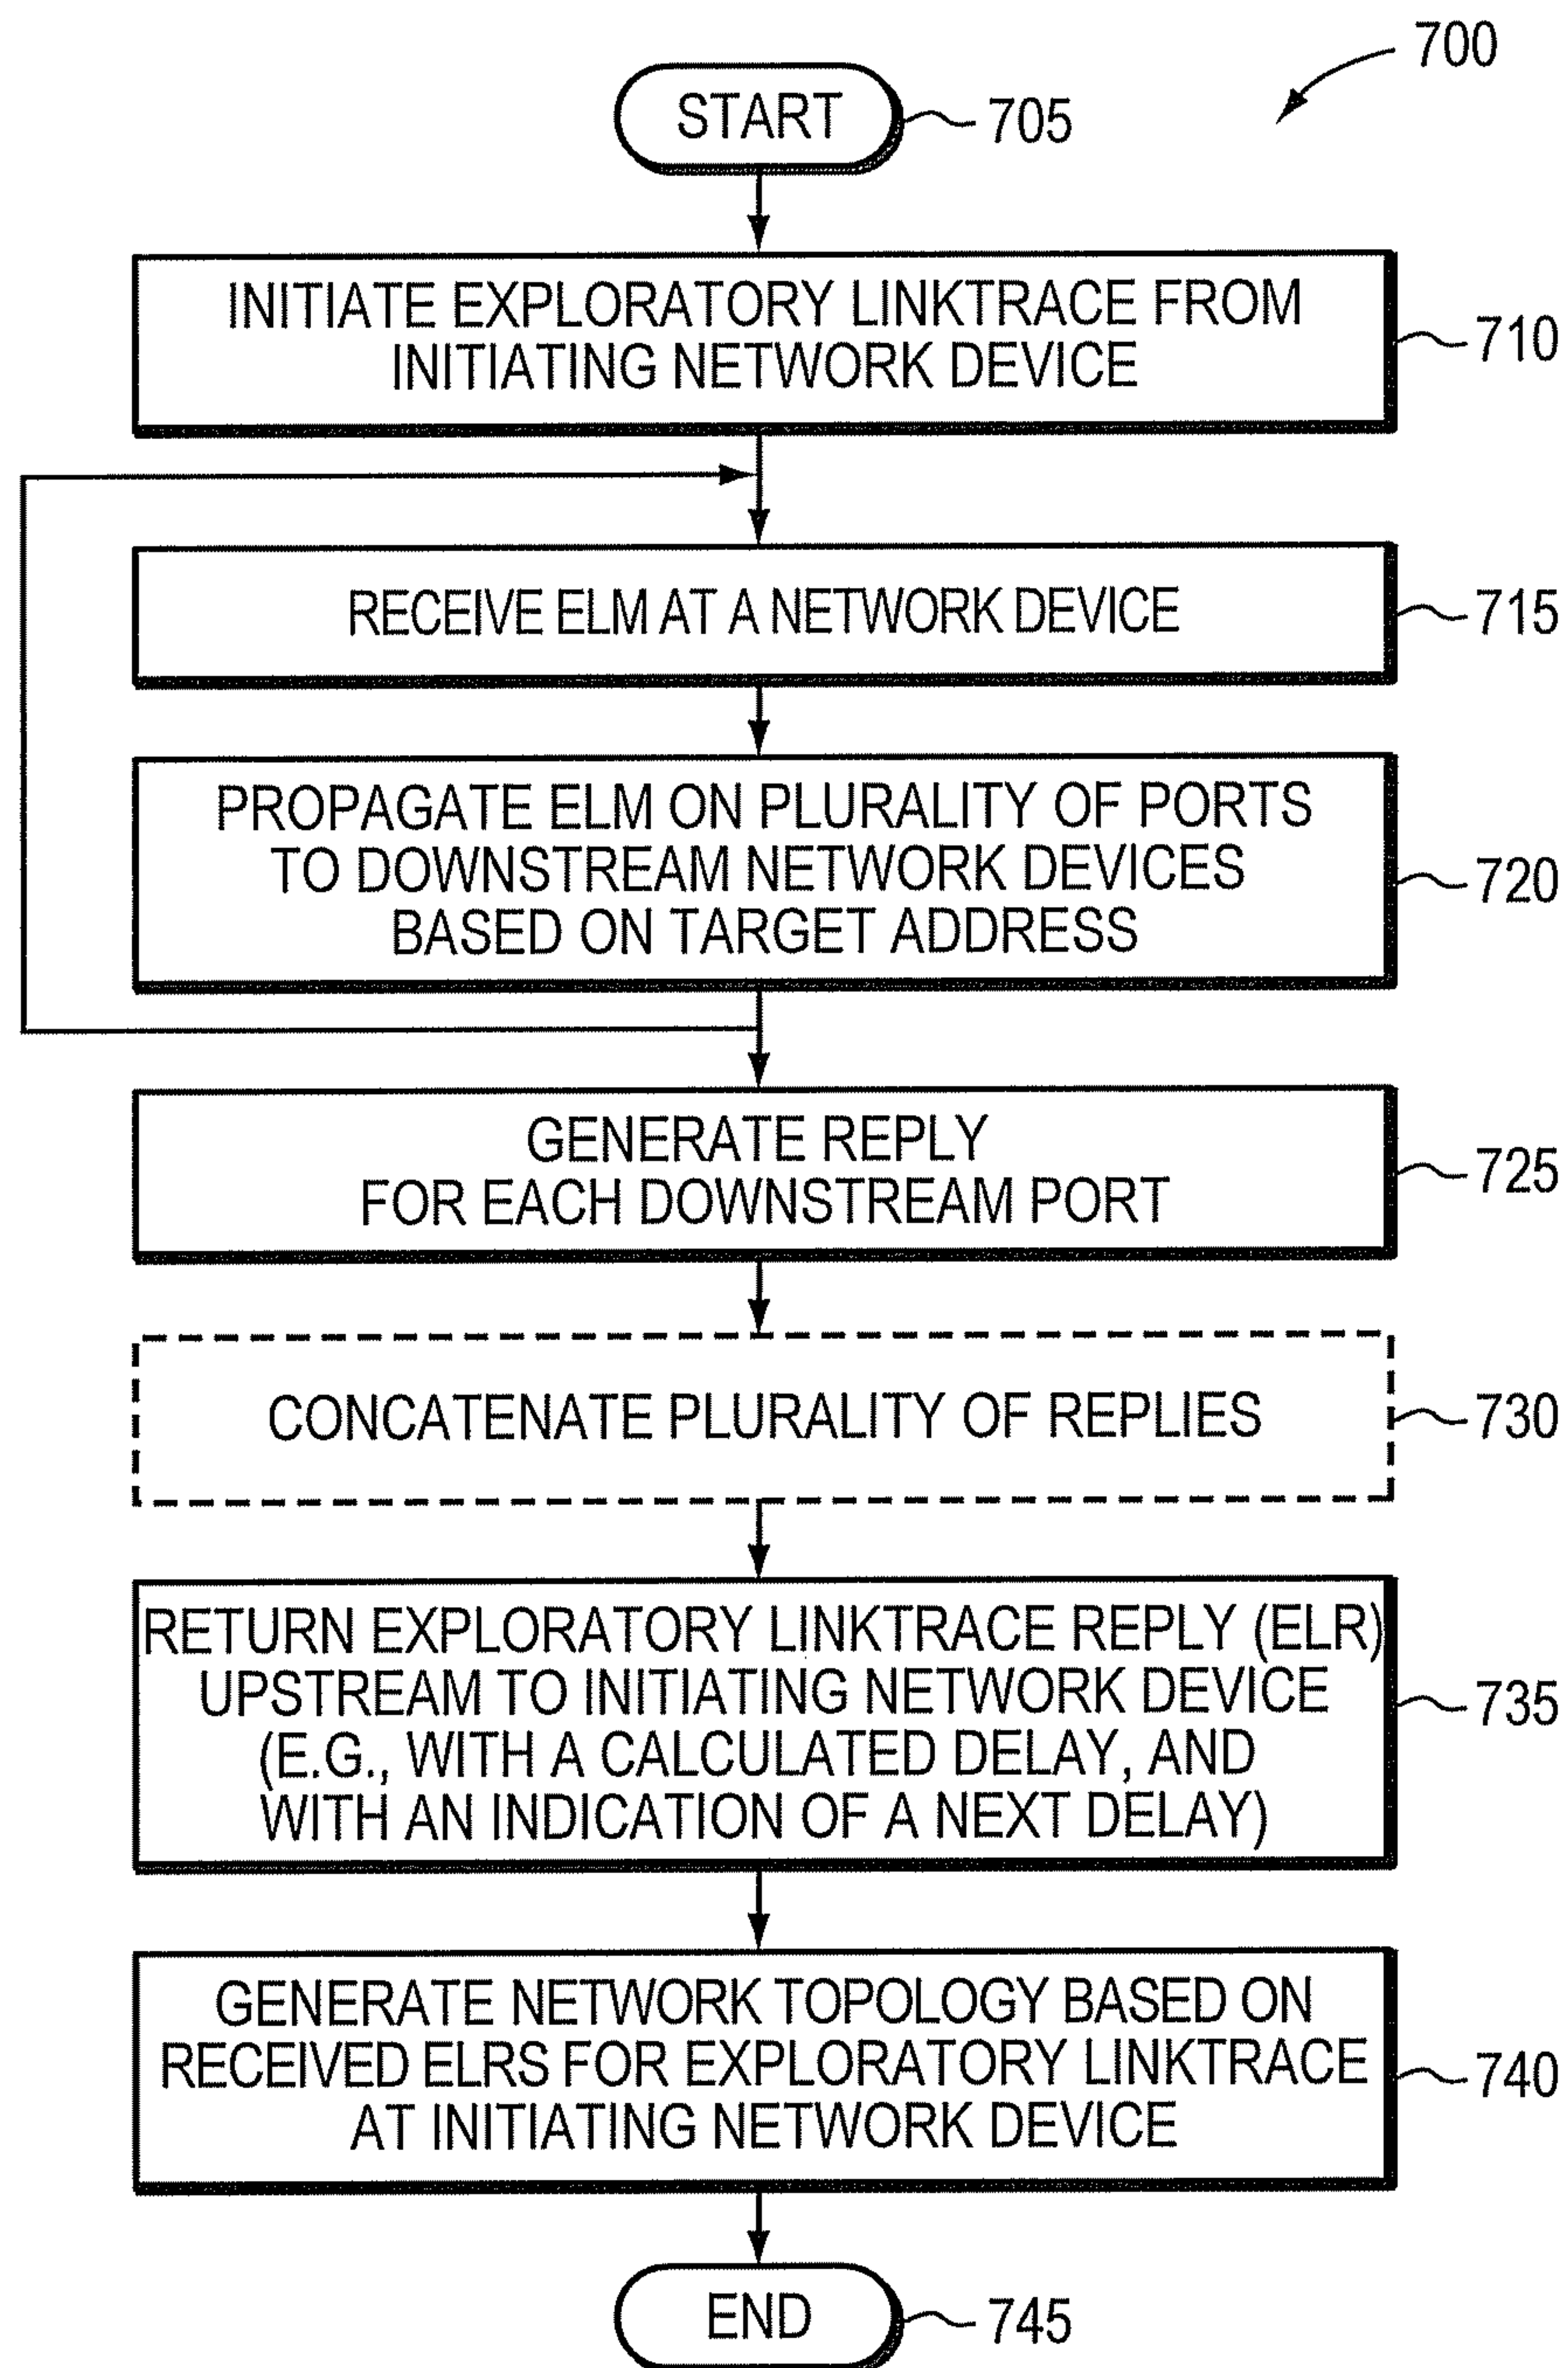 700
START
705
INITIATE EXPLORATORY LINKTRACE FROM
INITIATING NETWORK DEVICE
710
RECEIVE ELM AT A NETWORK DEVICE
715
PROPAGATE ELM ON PLURALITY OF PORTS
TO DOWNSTREAM NETWORK DEVICES
BASED ON TARGET ADDRESS
720
GENERATE REPLY
FOR EACH DOWNSTREAM PORT
725
CONCATENATE PLURALITY OF REPLIES
730
RETURN EXPLORATORY LINKTRACE REPLY (ELR)
UPSTREAM TO INITIATING NETWORK DEVICE
(E.G., WITH A CALCULATED DELAY, AND
WITH AN INDICATION OF A NEXT DELAY)
735
GENERATE NETWORK TOPOLOGY BASED ON
RECEIVED ELRS FOR EXPLORATORY LINKTRACE
AT INITIATING NETWORK DEVICE
740
END
745